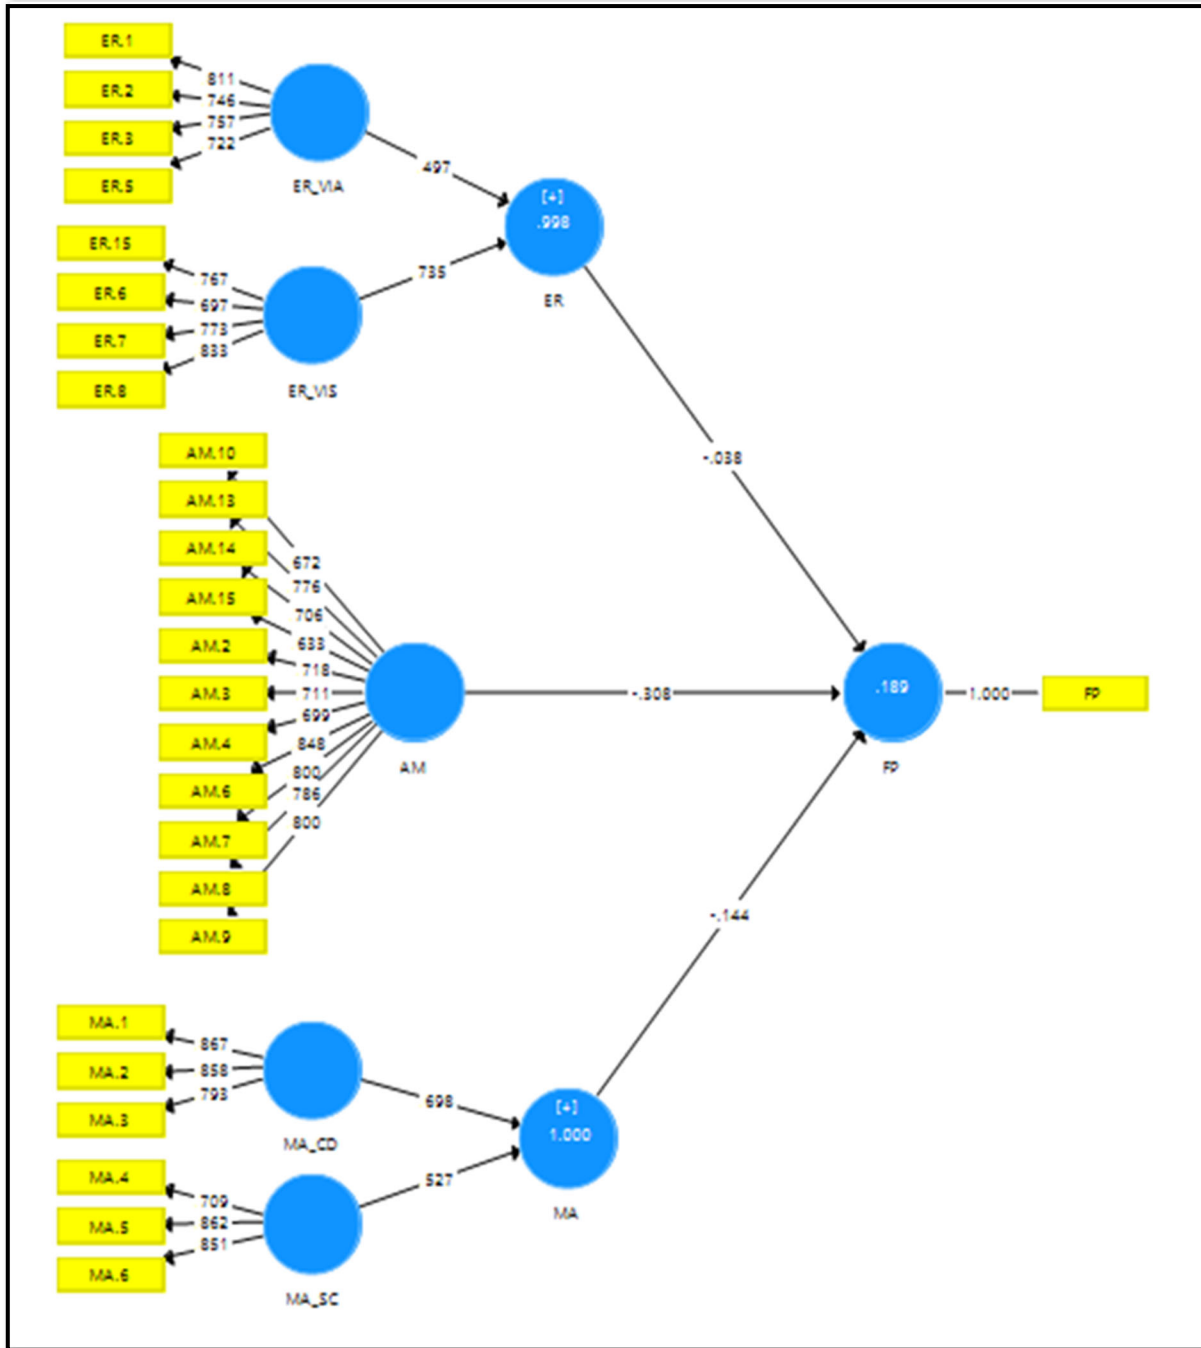 ER.1
ER.2
ER.3
ER.5
811
746
757
722
ER_VIA
497
ER.15
ER.6
ER.7
ER.8
767
697
773
833
ER_VIS
735
[+]
.998
ER
-.038
AM.10
AM.13
AM.14
AM.15
AM.2
AM.3
AM.4
AM.6
AM.7
AM.8
AM.9
672
776
706
633
718
711
699
848
800
786
800
AM
-.308
.189
FP
1.000
FP
-.144
MA.1
MA.2
MA.3
867
858
793
MA_CD
698
MA.4
MA.5
MA.6
709
862
851
MA_SC
527
[+]
1.000
MA